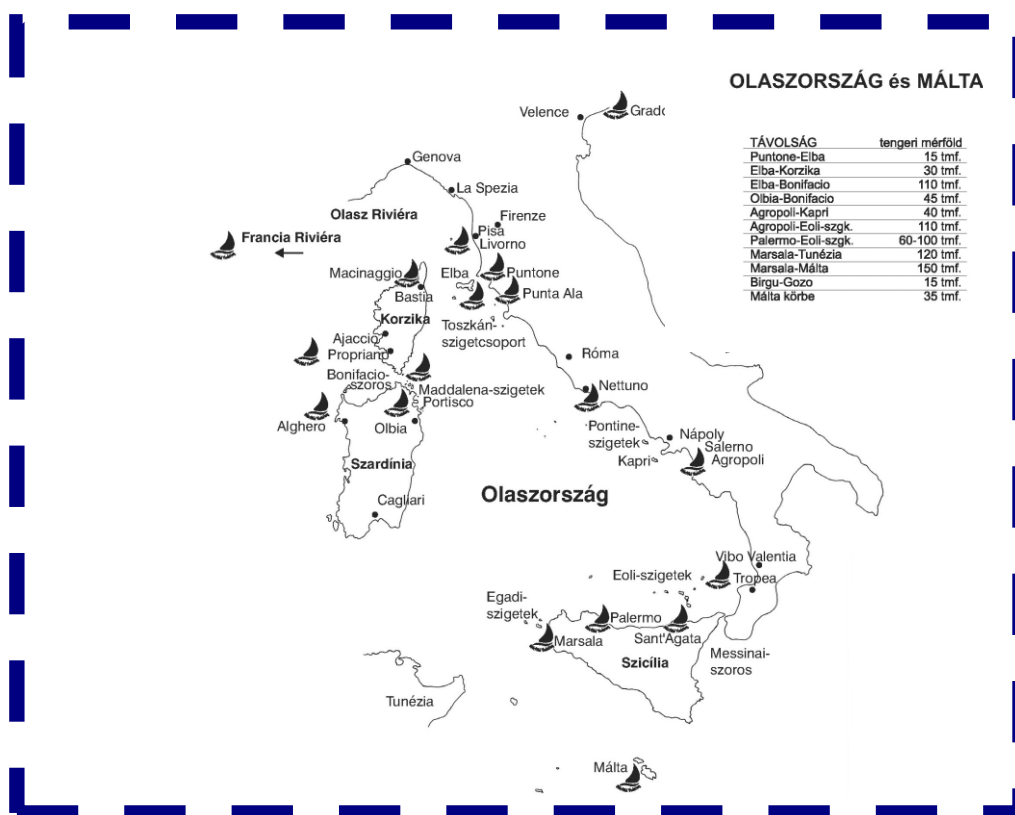 OLASZORSZÁG és MÁLTA
TÁVOLSÁG tengeri mérföld
Puntone-Elba 15 tmf.
Elba-Korzika 30 tmf.
Elba-Bonifacio 110 tmf.
Olbia-Bonifacio 45 tmf.
Agropoli-Kapri 40 tmf.
Agropoli-Eoli-szgk. 110 tmf.
Palermo-Eoli-szgk. 60-100 tmf.
Marsala-Tunézia 120 tmf.
Marsala-Málta 150 tmf.
Birgu-Gozo 15 tmf.
Málta körbe 35 tmf.
Velence
Grado
Genova
La Spezia
Olasz Riviéra
Firenze
Pisa
Livorno
Francia Riviéra
Macinaggio
Elba
Puntone
Bastia
Punta Ala
Korzika
Toszkán-
szigetcsoport
Ajaccio
Propriano
Róma
Bonifacio-
szoros
Maddalena-szigetek
Portisco
Nettuno
Alghero
Olbia
Pontine-
szigetek
Nápoly
Salerno
Kapri
Agropoli
Szardínia
Cagliari
Olaszország
Vibo Valentia
Eoli-szigetek
Tropea
Egadi-
szigetek
Palermo
Marsala
Sant'Agata
Messinai-
szoros
Szicília
Tunézia
Málta